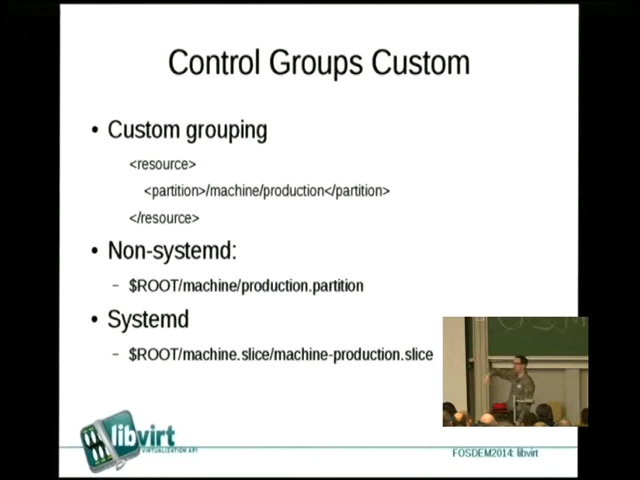 Control Groups Custom
• Custom grouping
<resource>
<partition>/machine/production</partition>
</resource>
• Non-systemd:
– $ROOT/machine/production.partition
• Systemd
– $ROOT/machine.slice/machine-production.slice
libvirt
VIRTUALIZATION API
FOSDEM2014: libvirt